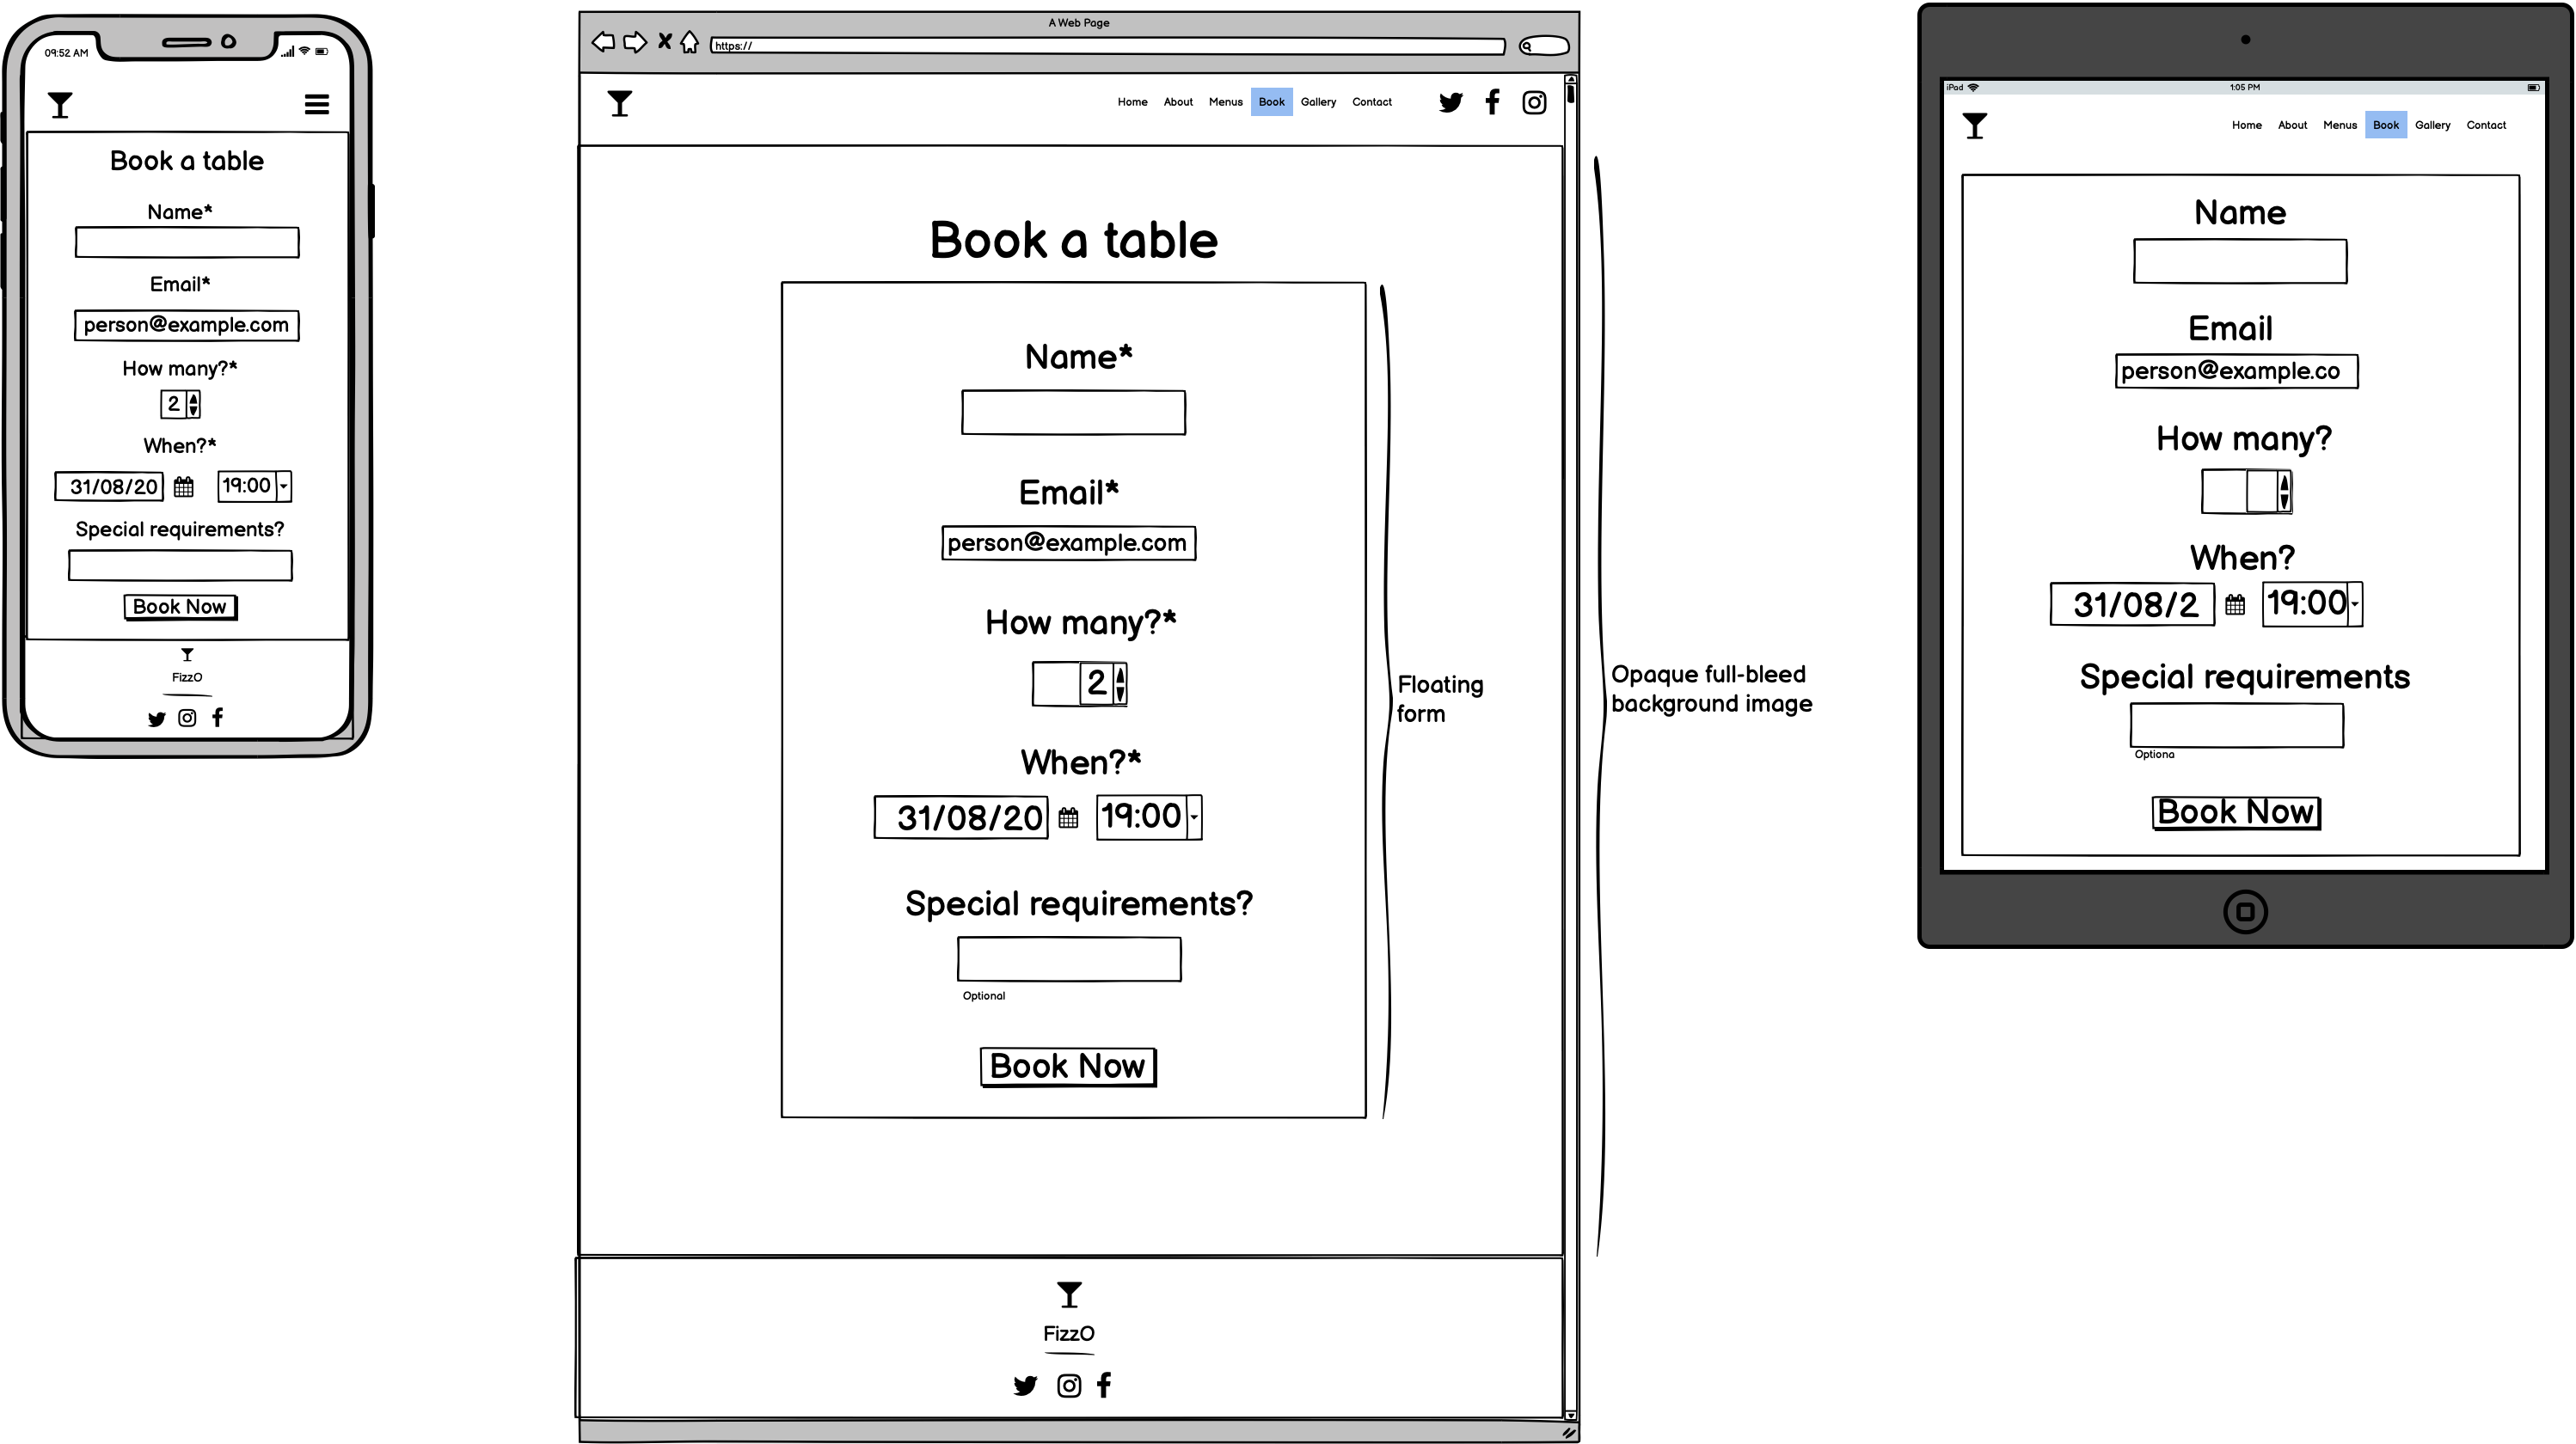 09:52 AM
Book a table
Name*
Email*
person@example.com
How many?*
2
When?*
31/08/20
19:00
Special requirements?
Book Now
FizzO
A Web Page
https://
Home About Menus Book Gallery Contact
Book a table
Name*
Email*
person@example.com
How many?*
2
When?*
31/08/20
19:00
Special requirements?
Optional
Book Now
FizzO
Floating
form
Opaque full-bleed
background image
iPad
1:05 PM
Home About Menus Book Gallery Contact
Name
Email
person@example.co
How many?
When?
31/08/2
19:00
Special requirements
Optiona
Book Now